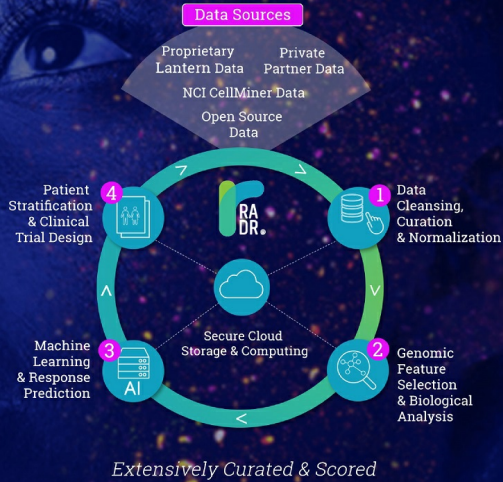 Data Sources
Proprietary
Lantern Data
Private
Partner Data
NCI CellMiner Data
Open Source
Data
RA
DR.
1
Data
Cleansing,
Curation
& Normalization
2
Genomic
Feature
Selection
& Biological
Analysis
3
Machine
Learning
& Response
Prediction
AI
4
Patient
Stratification
& Clinical
Trial Design
Secure Cloud
Storage & Computing
Extensively Curated & Scored